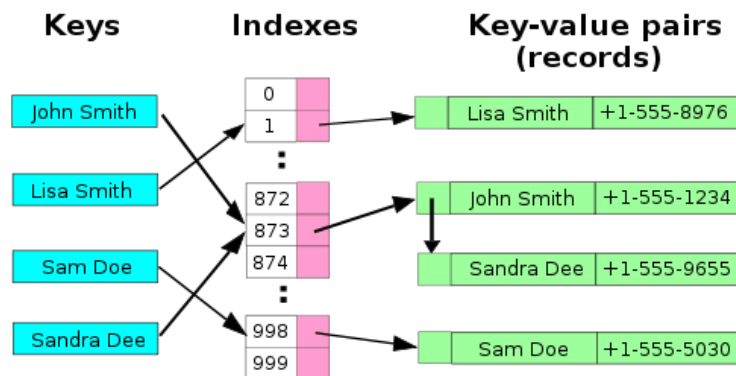 Keys
Indexes
Key-value pairs
(records)
John Smith
Lisa Smith
Sam Doe
Sandra Dee
0
1
:
872
873
874
:
998
999
Lisa Smith +1-555-8976
John Smith +1-555-1234
Sandra Dee +1-555-9655
Sam Doe +1-555-5030